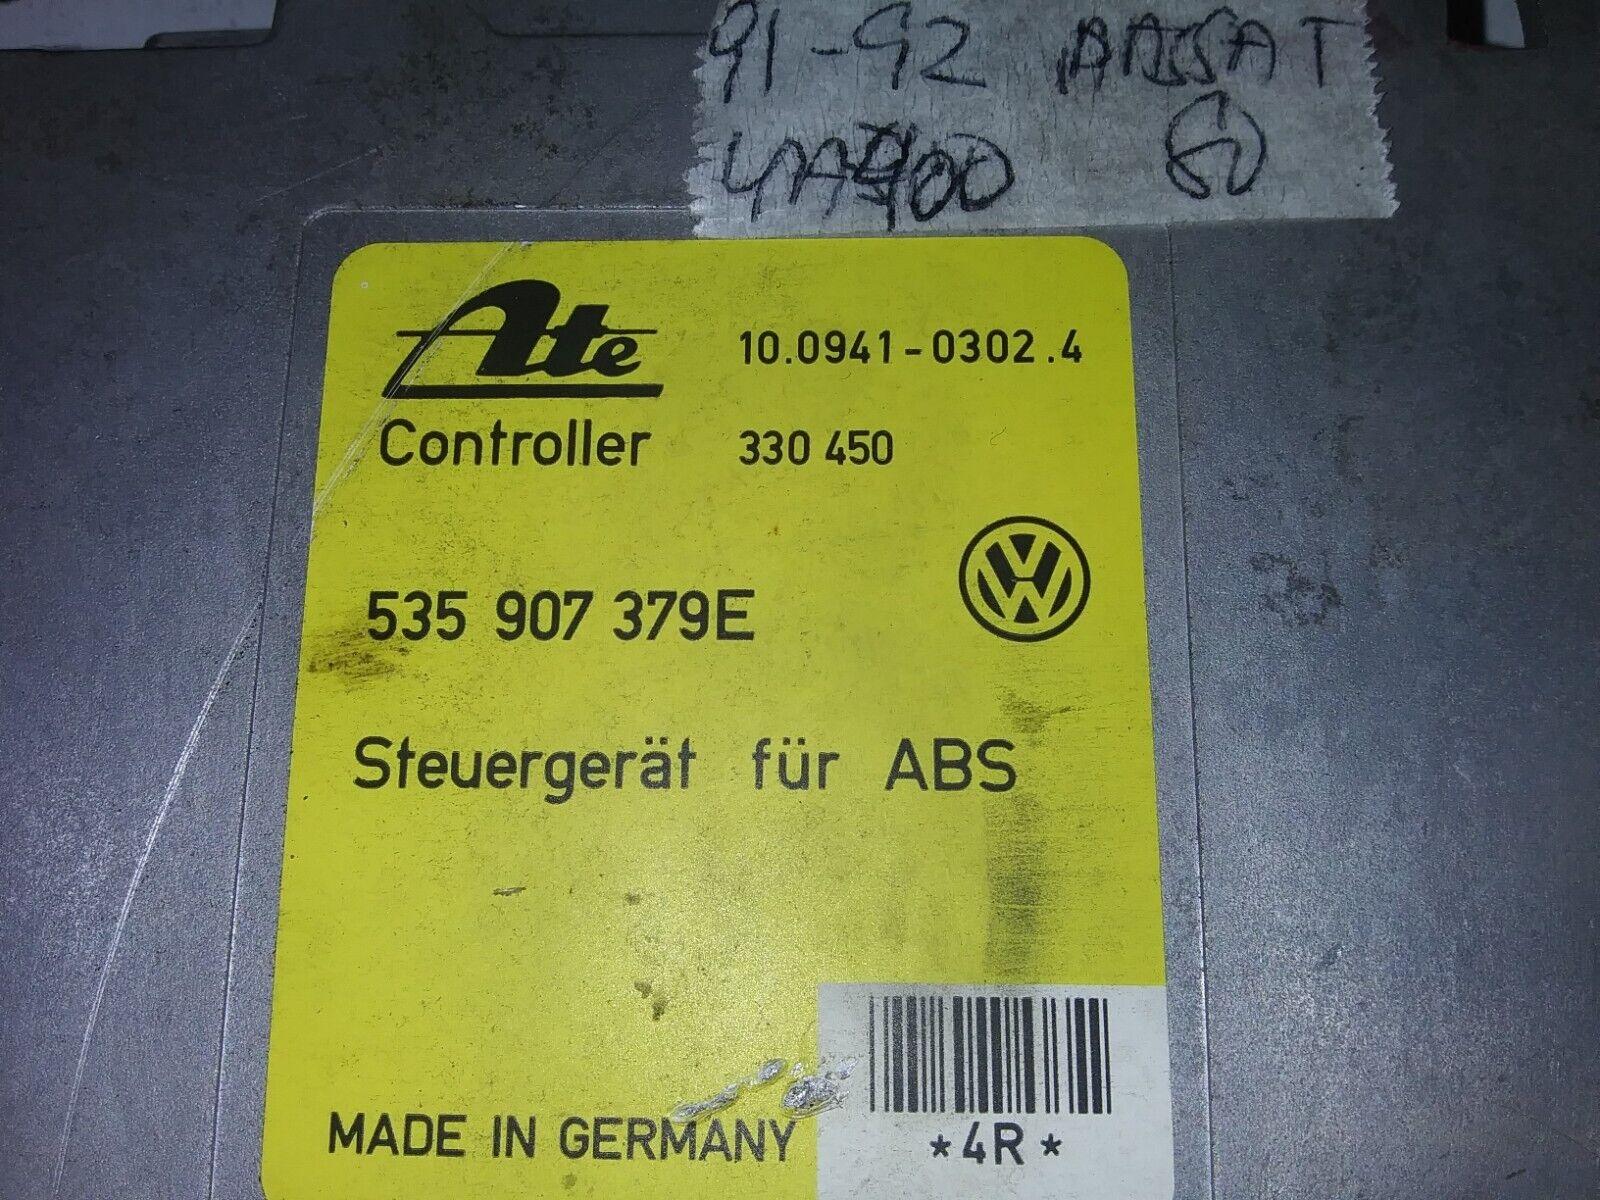 91-92 PASSAT
Ate 10.0941-0302.4
Controller 330 450
535 907 379E
Steuergerät für ABS
MADE IN GERMANY
*4R*